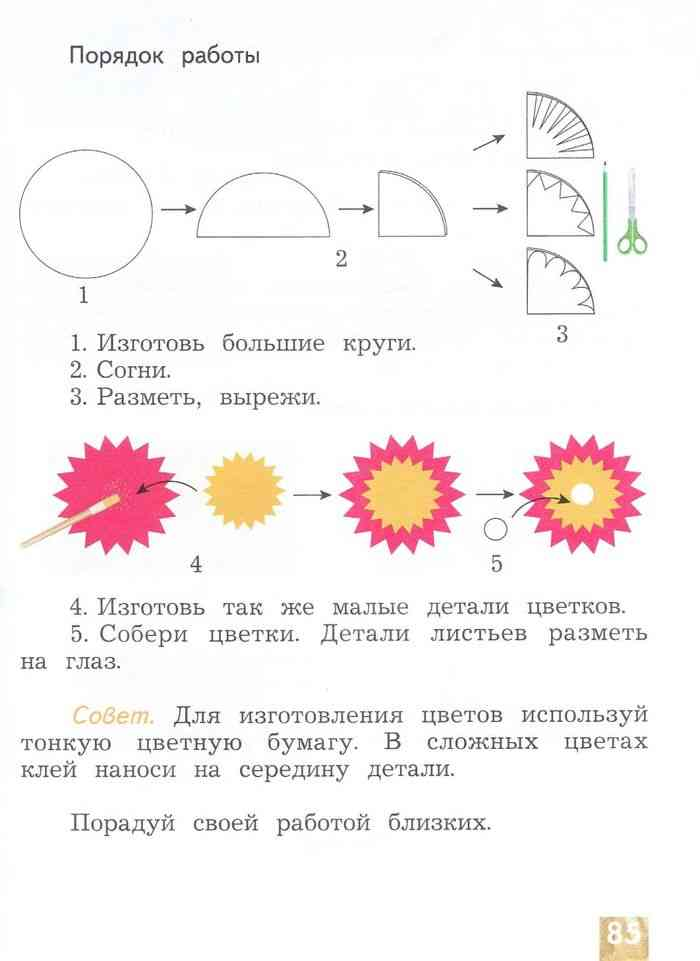 Порядок работы
1
2
3
1. Изготовь большие круги.
2. Согни.
3. Разметь, вырежи.
4
5
4. Изготовь так же малые детали цветков.
5. Собери цветки. Детали листьев разметь
на глаз.
Совет. Для изготовления цветов используй
тонкую цветную бумагу. В сложных цветах
клей наноси на середину детали.
Порадуй своей работой близких.
85